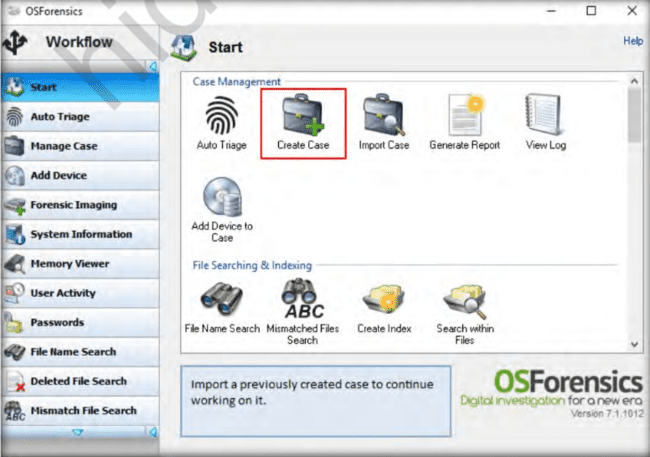 OSForensics
Workflow
Start
Help
Start
Auto Triage
Manage Case
Add Device
Forensic Imaging
System Information
Memory Viewer
User Activity
Passwords
File Name Search
Deleted File Search
Mismatch File Search
Case Management
Auto Triage
Create Case
Import Case
Generate Report
View Log
Add Device to
Case
File Searching & Indexing
ABC
File Name Search
Mismatched Files
Search
Create Index
Search within
Files
Import a previously created case to continue
working on it.
OSForensics
Digital investigation for a new era
Version 7.1.1012
ABC